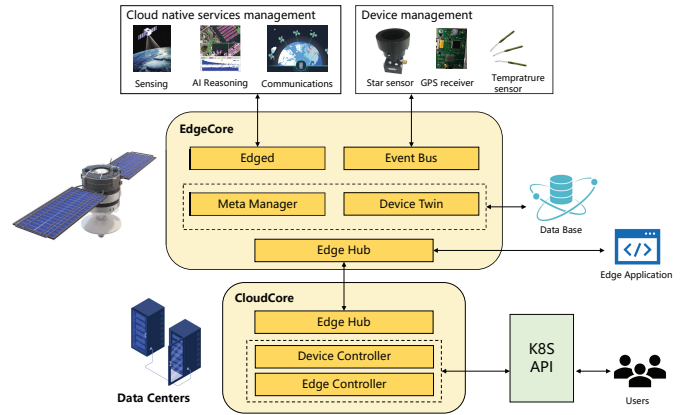 Cloud native services management
Sensing
AI Reasoning
Communications
Device management
Star sensor
GPS receiver
Tempratrure
sensor
EdgeCore
Edged
Event Bus
Meta Manager
Device Twin
Edge Hub
Data Base
Edge Application
CloudCore
Edge Hub
Device Controller
Edge Controller
Data Centers
K8S
API
Users